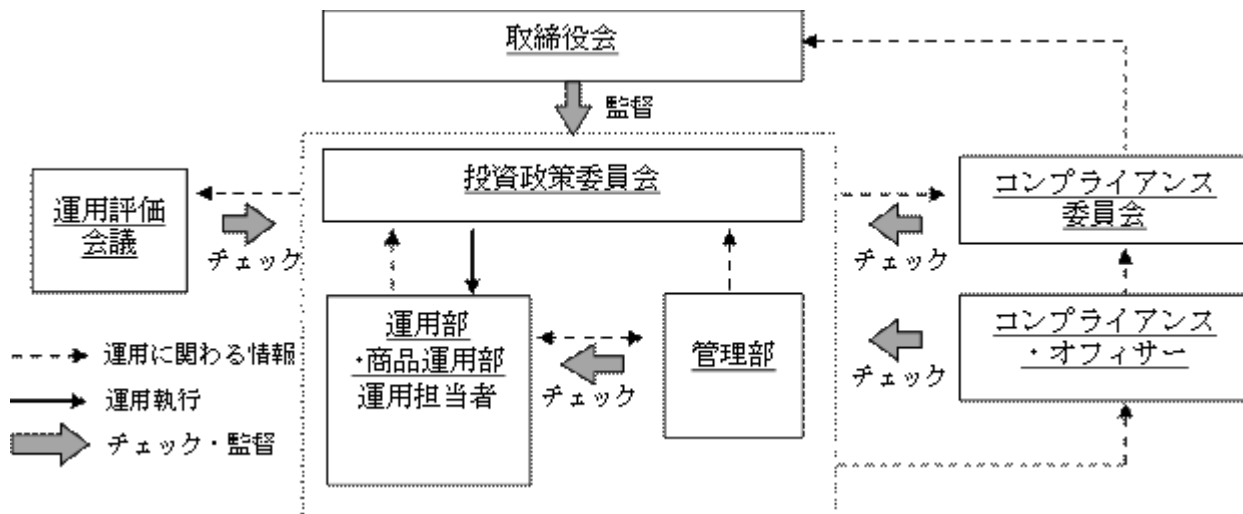 取締役会
監督
投資政策委員会
運用評価
会議
チェック
コンプライアンス
委員会
チェック
運用部
・商品運用部
運用担当者
チェック
管理部
コンプライアンス
・オフィサー
チェック
運用に関わる情報
運用執行
チェック・監督